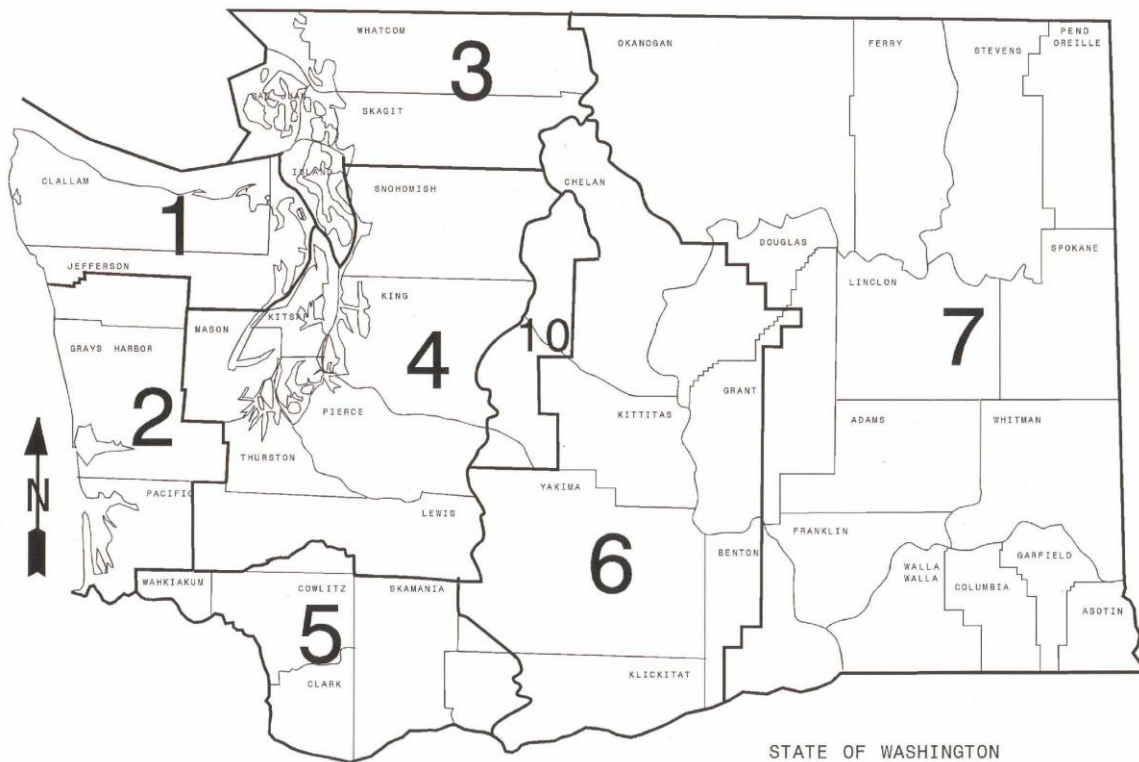 WHATCOM
OKANOGAN
FERRY
STEVENS
PEND
OREILLE
3
SAN JUAN
SKAGIT
ISLAND
CLALLAM
SNOHOMISH
CHELAN
1
DOUGLAS
SPOKANE
JEFFERSON
LINCLON
KING
KITSAP
MASON
10
7
GRAYS HARBOR
4
2
PIERCE
KITTITAS
GRANT
ADAMS
WHITMAN
THURSTON
N
PACIFIC
YAKIMA
LEWIS
6
FRANKLIN
BENTON
GARFIELD
WALLA
WALLA
COLUMBIA
WAHKIAKUM
COWLITZ
SKAMANIA
ASOTIN
5
CLARK
KLICKITAT
STATE OF WASHINGTON